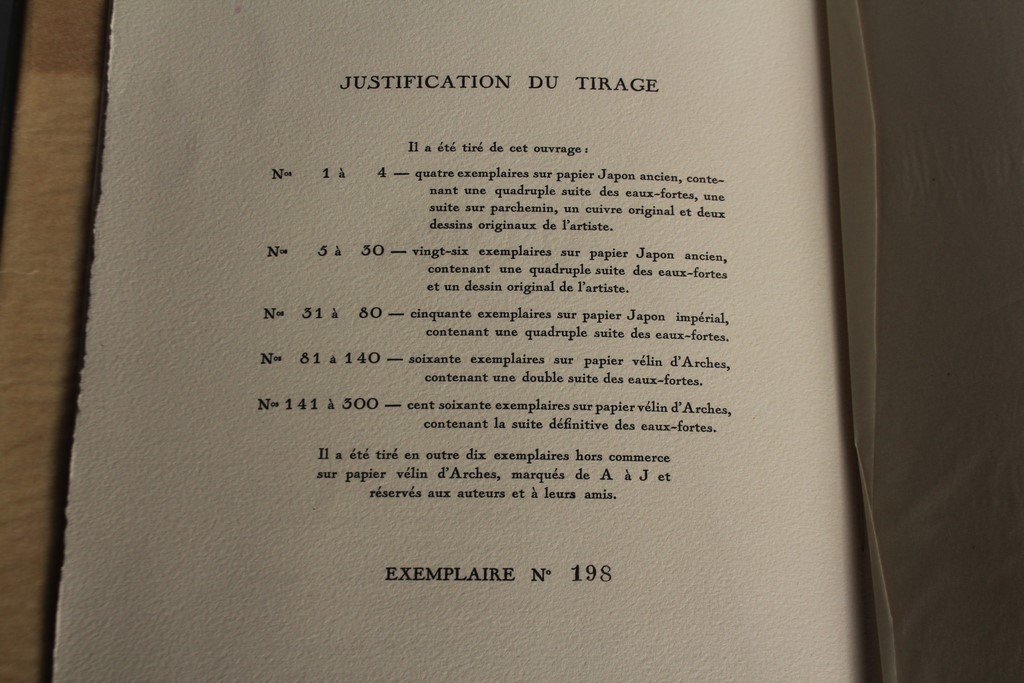 JUSTIFICATION DU TIRAGE
Il a été tiré de cet ouvrage :
Nos 1 à 4 — quatre exemplaires sur papier Japon ancien, conte-
nant une quadruple suite des eaux-fortes, une
suite sur parchemin, un cuivre original et deux
dessins originaux de l'artiste.
Nos 5 à 30 — vingt-six exemplaires sur papier Japon ancien,
contenant une quadruple suite des eaux-fortes
et un dessin original de l'artiste.
Nos 31 à 80 — cinquante exemplaires sur papier Japon impérial,
contenant une quadruple suite des eaux-fortes.
Nos 81 à 140 — soixante exemplaires sur papier vélin d'Arches,
contenant une double suite des eaux-fortes.
Nos 141 à 300 — cent soixante exemplaires sur papier vélin d'Arches,
contenant la suite définitive des eaux-fortes.
Il a été tiré en outre dix exemplaires hors commerce
sur papier vélin d'Arches, marqués de A à J et
réservés aux auteurs et à leurs amis.
EXEMPLAIRE No 198